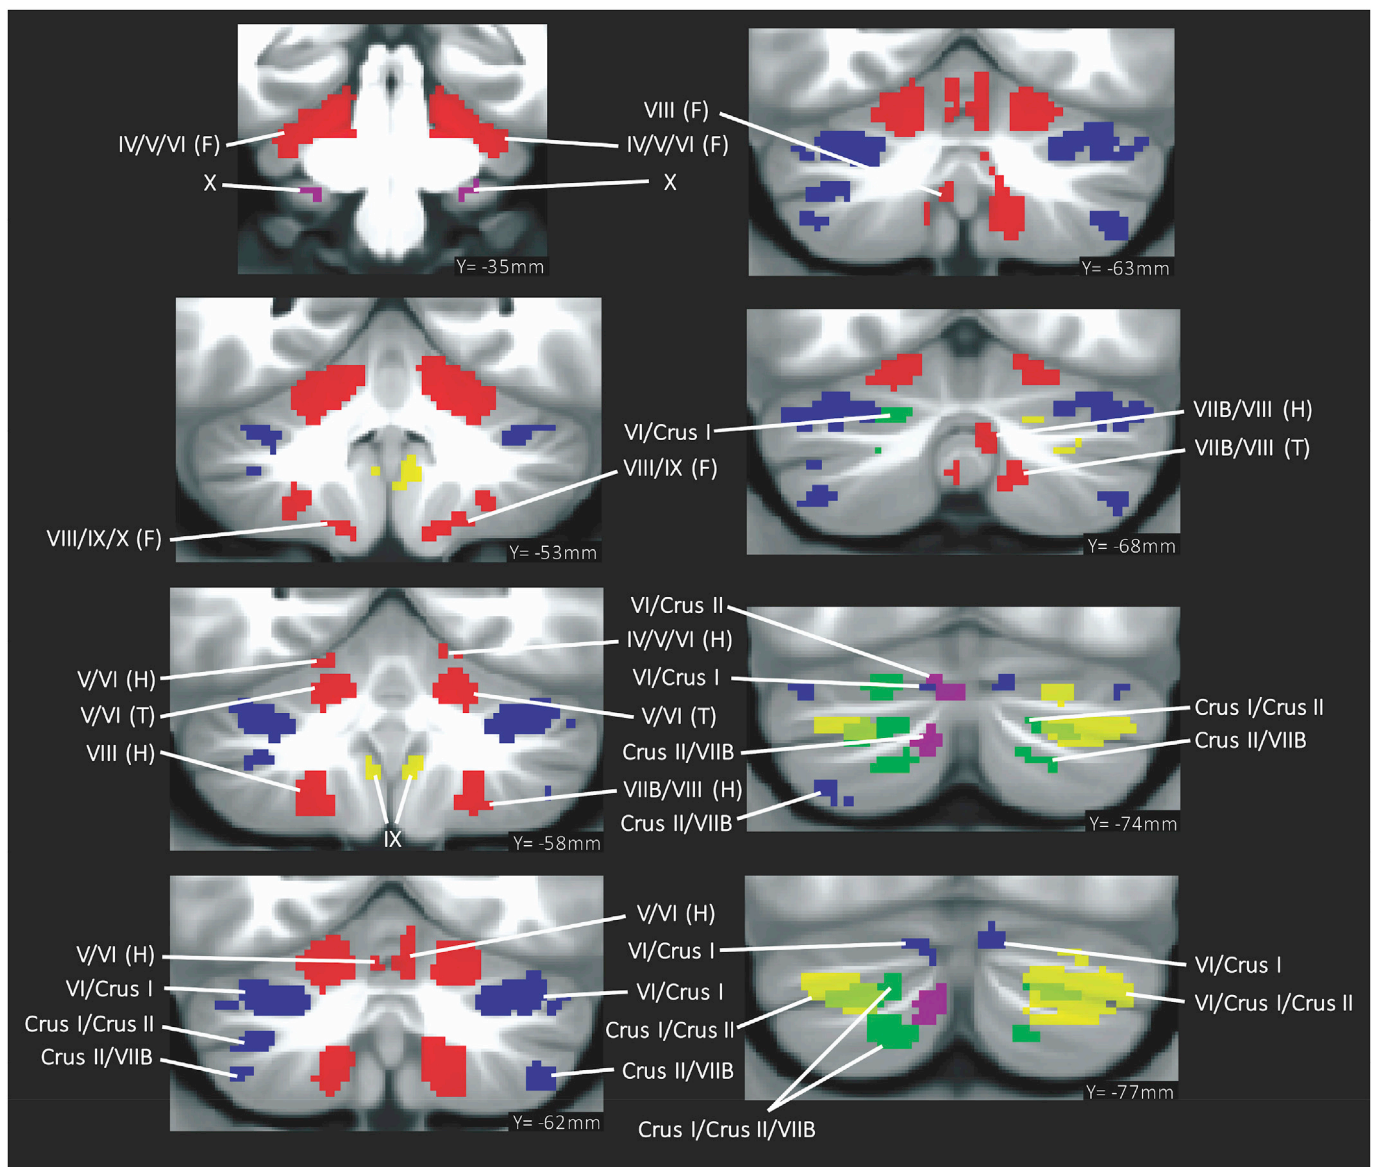 IV/V/VI (F)
X
IV/V/VI (F)
X
Y= -35mm
VIII (F)
Y= -63mm
VIII/IX/X (F)
VIII/IX (F)
Y= -53mm
VI/Crus I
VIIB/VIII (H)
VIIB/VIII (T)
Y= -68mm
V/VI (H)
V/VI (T)
VIII (H)
IV/V/VI (H)
V/VI (T)
VIIB/VIII (H)
IX
Y= -58mm
VI/Crus II
VI/Crus I
Crus II/VIIB
Crus II/VIIB
Crus I/Crus II
Crus II/VIIB
Y= -74mm
V/VI (H)
VI/Crus I
Crus I/Crus II
Crus II/VIIB
V/VI (H)
VI/Crus I
Crus II/VIIB
Y= -62mm
VI/Crus I
Crus I/Crus II
VI/Crus I
VI/Crus I/Crus II
Y= -77mm
Crus I/Crus II/VIIB